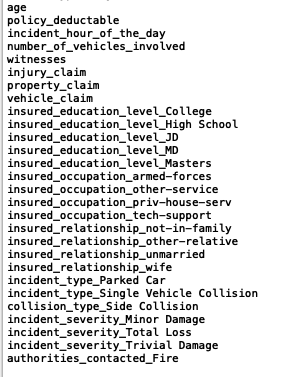 age
policy_deductable
incident_hour_of_the_day
number_of_vehicles_involved
witnesses
injury_claim
property_claim
vehicle_claim
insured_education_level_College
insured_education_level_High School
insured_education_level_JD
insured_education_level_MD
insured_education_level_Masters
insured_occupation_armed-forces
insured_occupation_other-service
insured_occupation_priv-house-serv
insured_occupation_tech-support
insured_relationship_not-in-family
insured_relationship_other-relative
insured_relationship_unmarried
insured_relationship_wife
incident_type_Parked Car
incident_type_Single Vehicle Collision
collision_type_Side Collision
incident_severity_Minor Damage
incident_severity_Total Loss
incident_severity_Trivial Damage
authorities_contacted_Fire